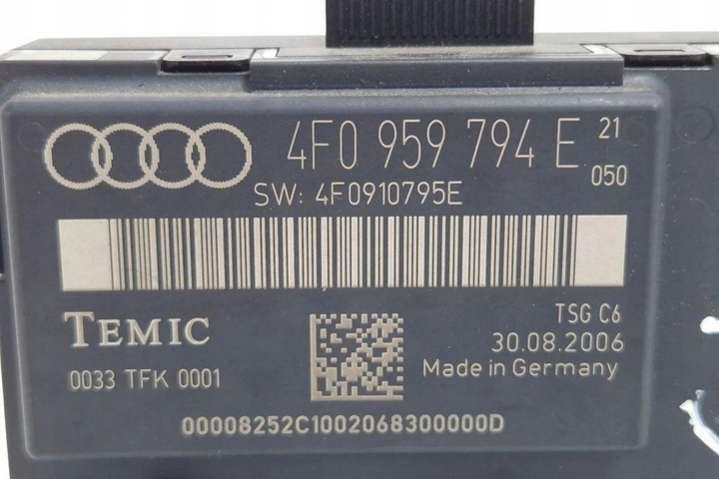 4F0 959 794 E 21
050
SW: 4F0910795E
TEMIC
TSG C6
30.08.2006
0033 TFK 0001
Made in Germany
00008252C1002068300000D